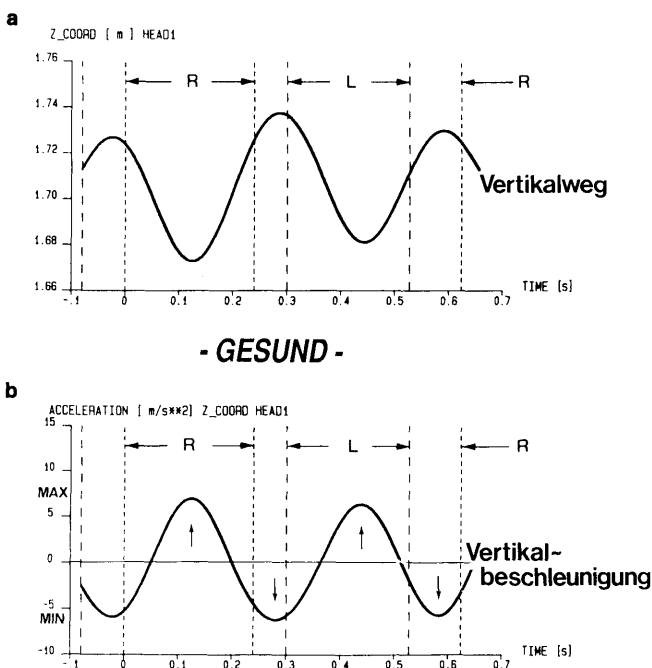 a
Z_COORD [ m ] HEAD1
1.76
R L R
1.74
1.72
Vertikalweg
1.70
1.68
1.66
TIME [s]
-.1 0 0.1 0.2 0.3 0.4 0.5 0.6 0.7
- GESUND -
b
ACCELERATION [ m/s**2] Z_COORD HEAD1
15
R L R
10
MAX
5
0
Vertikal~
beschleunigung
-5
MIN
-10
TIME [s]
-.1 0 0.1 0.2 0.3 0.4 0.5 0.6 0.7